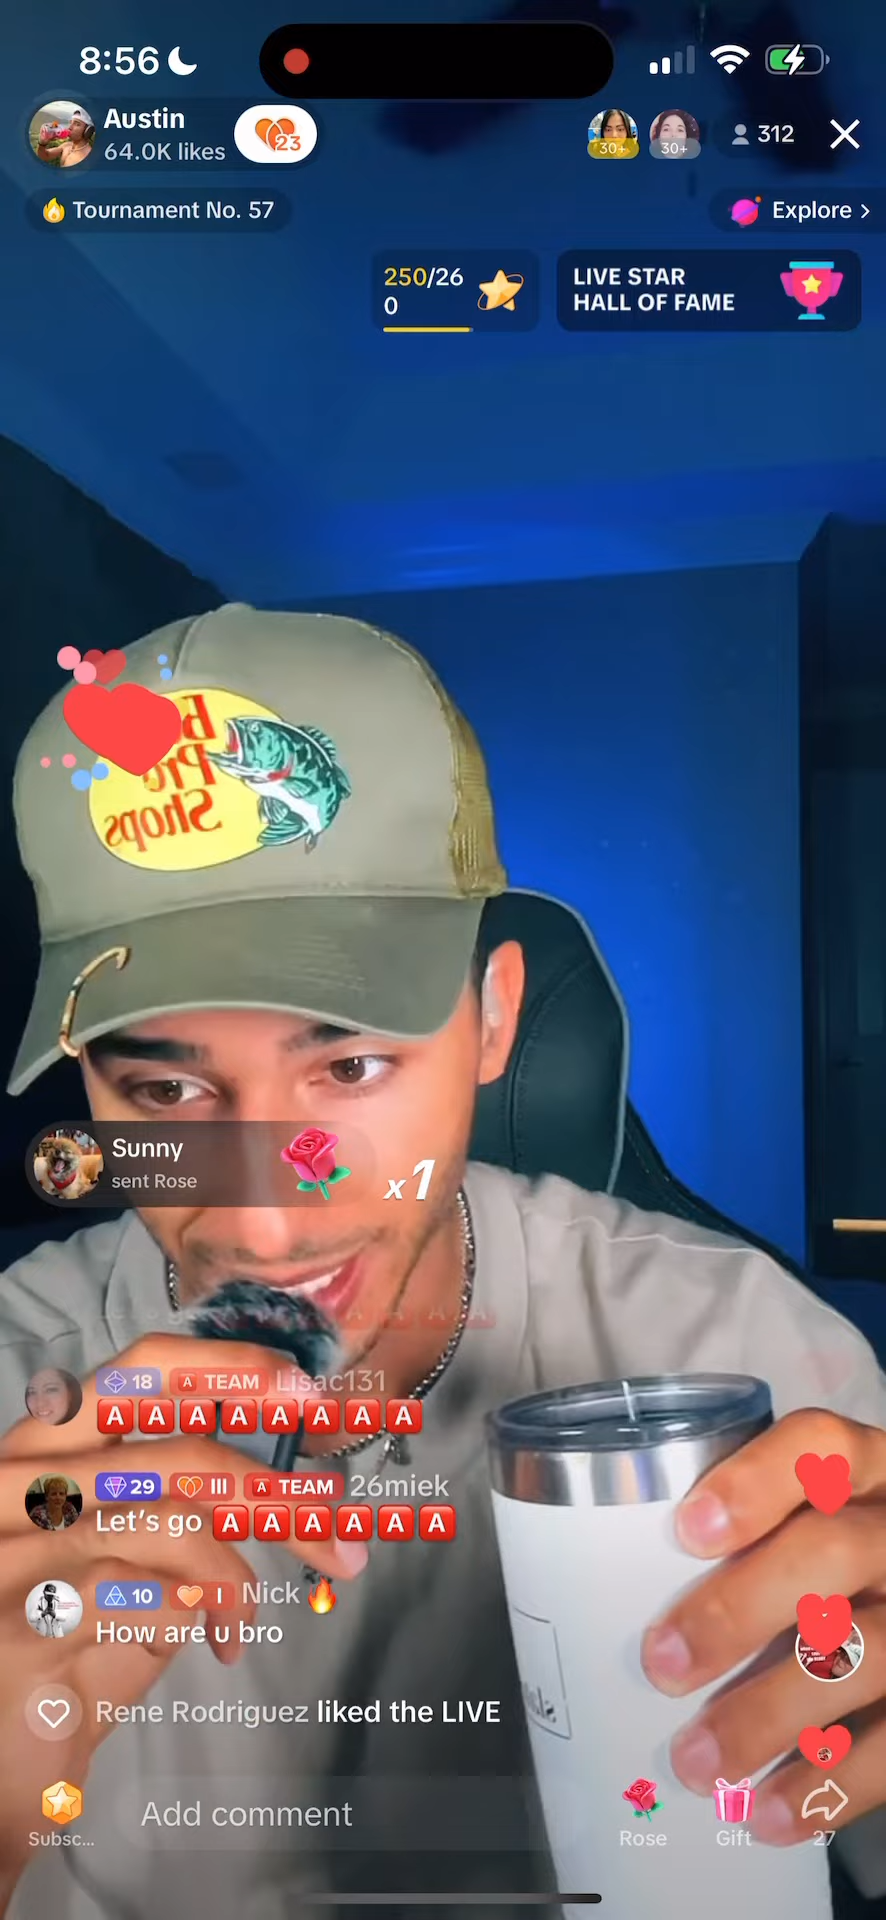 8:56
Austin
64.0K likes
23
30+
30+
312
Tournament No. 57
Explore >
250/26
0
LIVE STAR
HALL OF FAME
Pro
Shops
Sunny
sent Rose
x1
18 A TEAM Lisac131
A A A A A A A A
29 III A TEAM 26miek
Let's go A A A A A A
10 I Nick
How are u bro
Rene Rodriguez liked the LIVE
Subsc...
Add comment
Rose
Gift
27